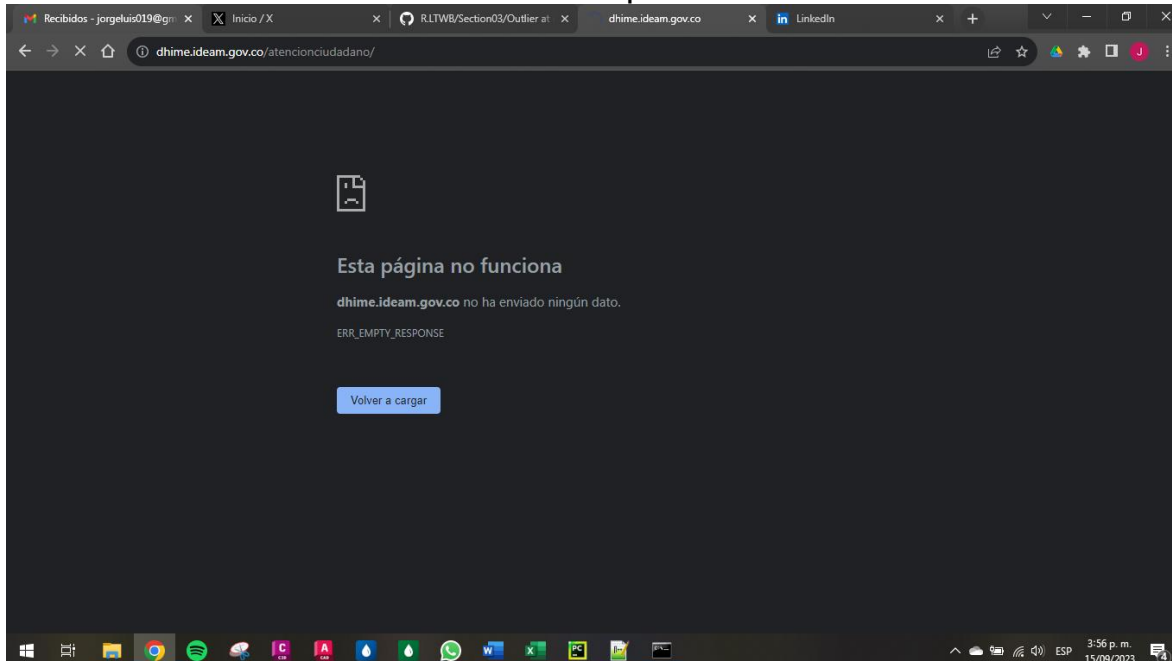 Recibidos - jorgeluis019@gm
Inicio / X
R.LTWB/Section03/Outlier at
dhime.ideam.gov.co
in LinkedIn
dhime.ideam.gov.co/atencionciudadano/
J
Esta página no funciona
dhime.ideam.gov.co no ha enviado ningún dato.
ERR_EMPTY_RESPONSE
Volver a cargar
ESP
3:56 p. m.
15/09/2023